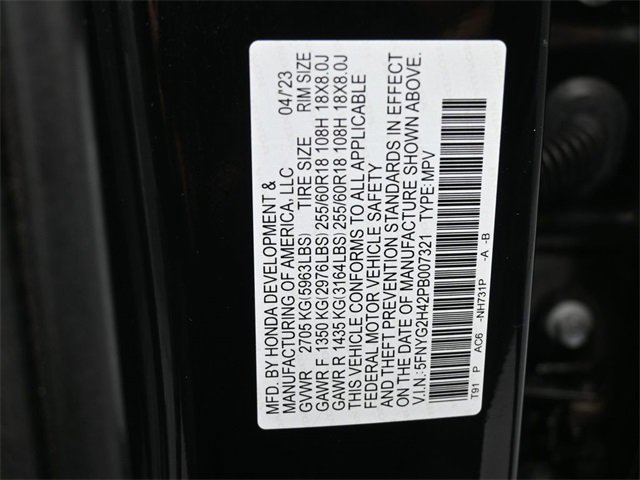 MFD. BY HONDA DEVELOPMENT &
MANUFACTURING OF AMERICA, LLC 04/'23
GVWR 2705 KG(5963LBS) TIRE SIZE RIM SIZE
GAWR F 1350 KG(2976LBS) 255/60R18 108H 18X8.0J
GAWR R 1435 KG(3164LBS) 255/60R18 108H 18X8.0J
THIS VEHICLE CONFORMS TO ALL APPLICABLE
FEDERAL MOTOR VEHICLE SAFETY
AND THEFT PREVENTION STANDARDS IN EFFECT
ON THE DATE OF MANUFACTURE SHOWN ABOVE.
V.I.N.: 5FNYG2H42PB007321 TYPE: MPV
T91 P AC6 -NH731P -A -B